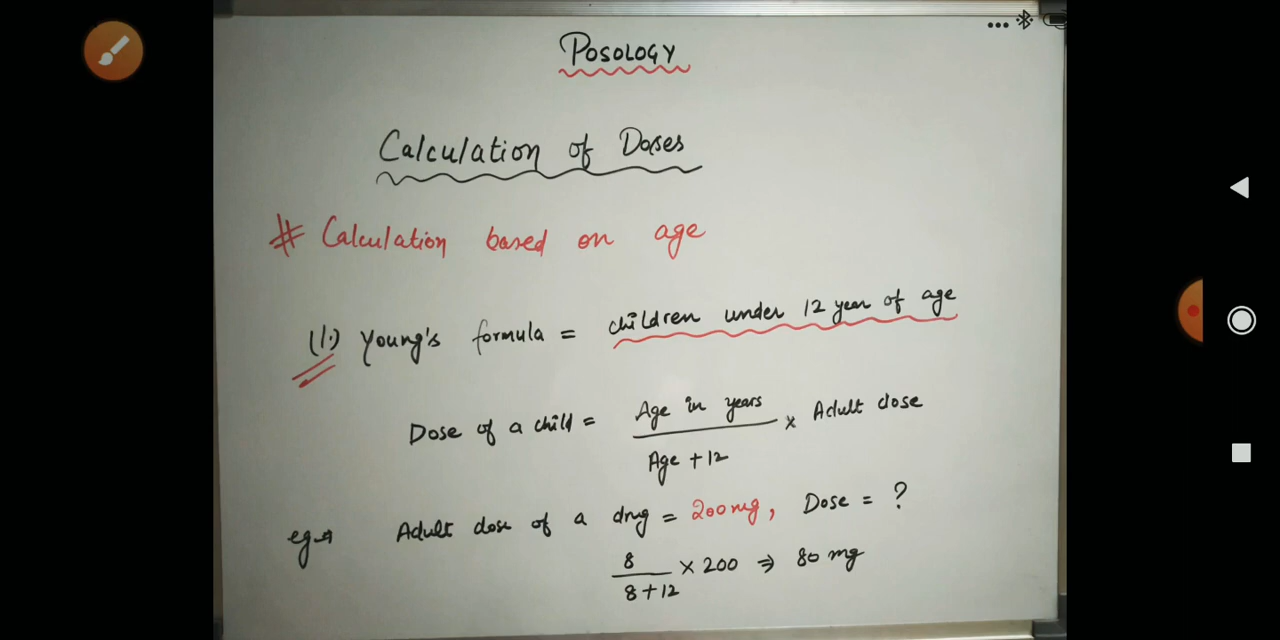 Posology
Calculation of Doses
# Calculation based on age
(1.) Young's formula = children under 12 year of age
Dose of a child = Age in years / Age + 12 × Adult dose
eg → Adult dose of a drug = 200mg, Dose = ?
8 / 8 + 12 × 200 ⇒ 80 mg